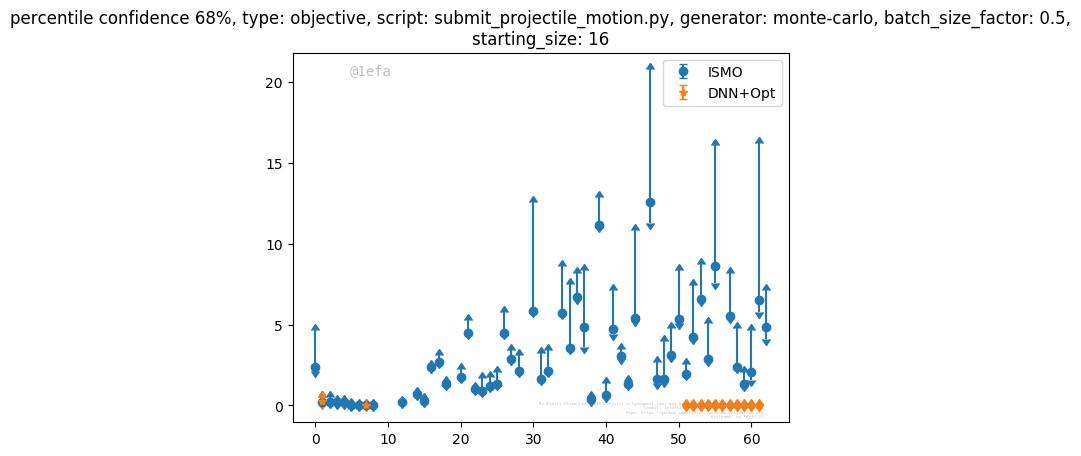 percentile confidence 68%, type: objective, script: submit_projectile_motion.py, generator: monte-carlo, batch_size_factor: 0.5,
starting_size: 16
@1efa
ISMO
DNN+Opt
20
15
10
5
0
0 10 20 30 40 50 60